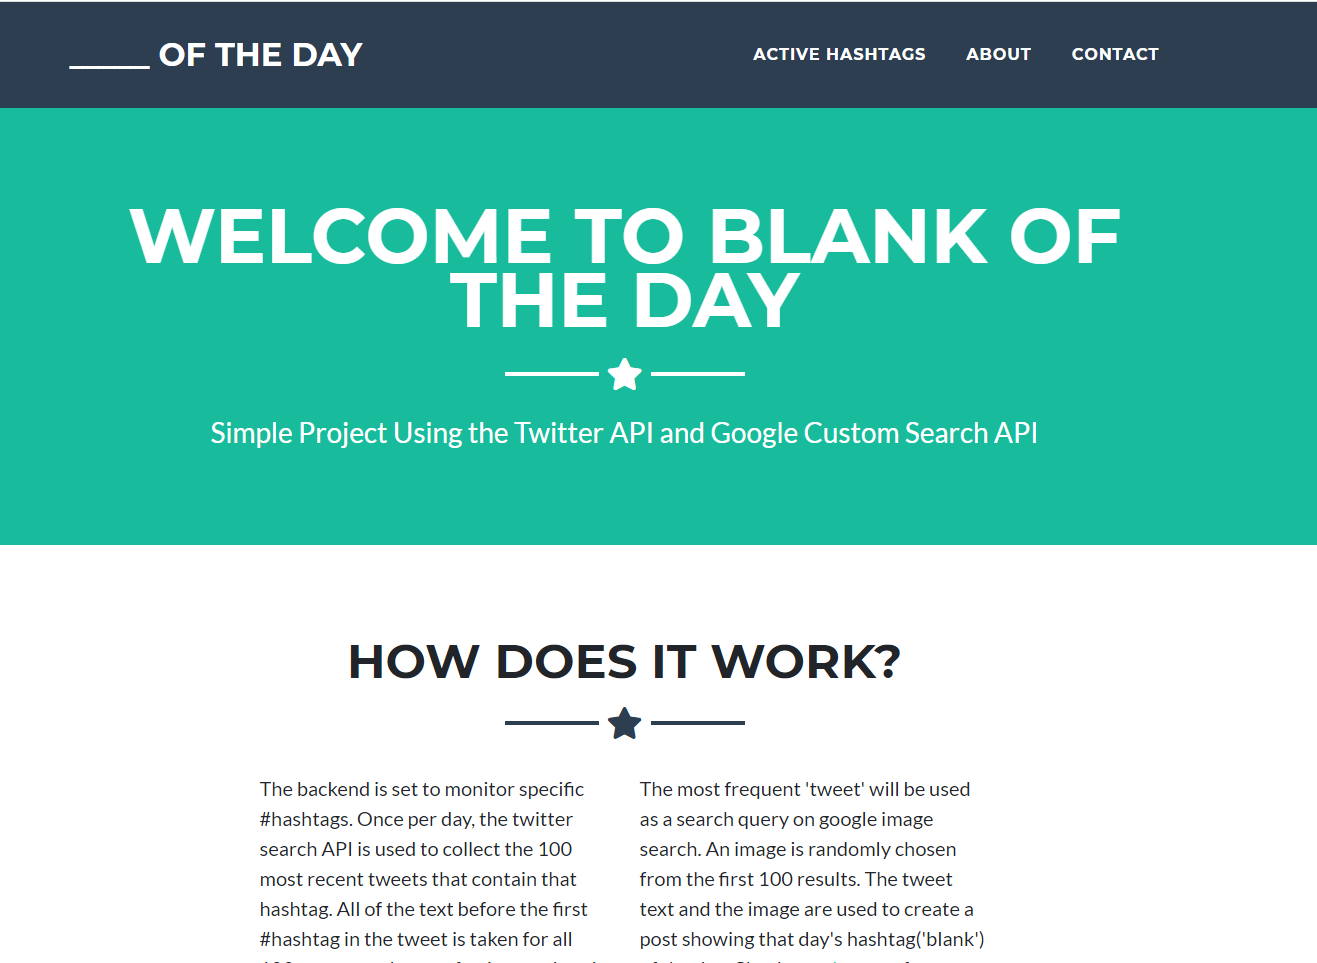 _____ OF THE DAY
ACTIVE HASHTAGS ABOUT CONTACT
WELCOME TO BLANK OF
THE DAY
Simple Project Using the Twitter API and Google Custom Search API
HOW DOES IT WORK?
The backend is set to monitor specific
#hashtags. Once per day, the twitter
search API is used to collect the 100
most recent tweets that contain that
hashtag. All of the text before the first
#hashtag in the tweet is taken for all
The most frequent 'tweet' will be used
as a search query on google image
search. An image is randomly chosen
from the first 100 results. The tweet
text and the image are used to create a
post showing that day's hashtag('blank')